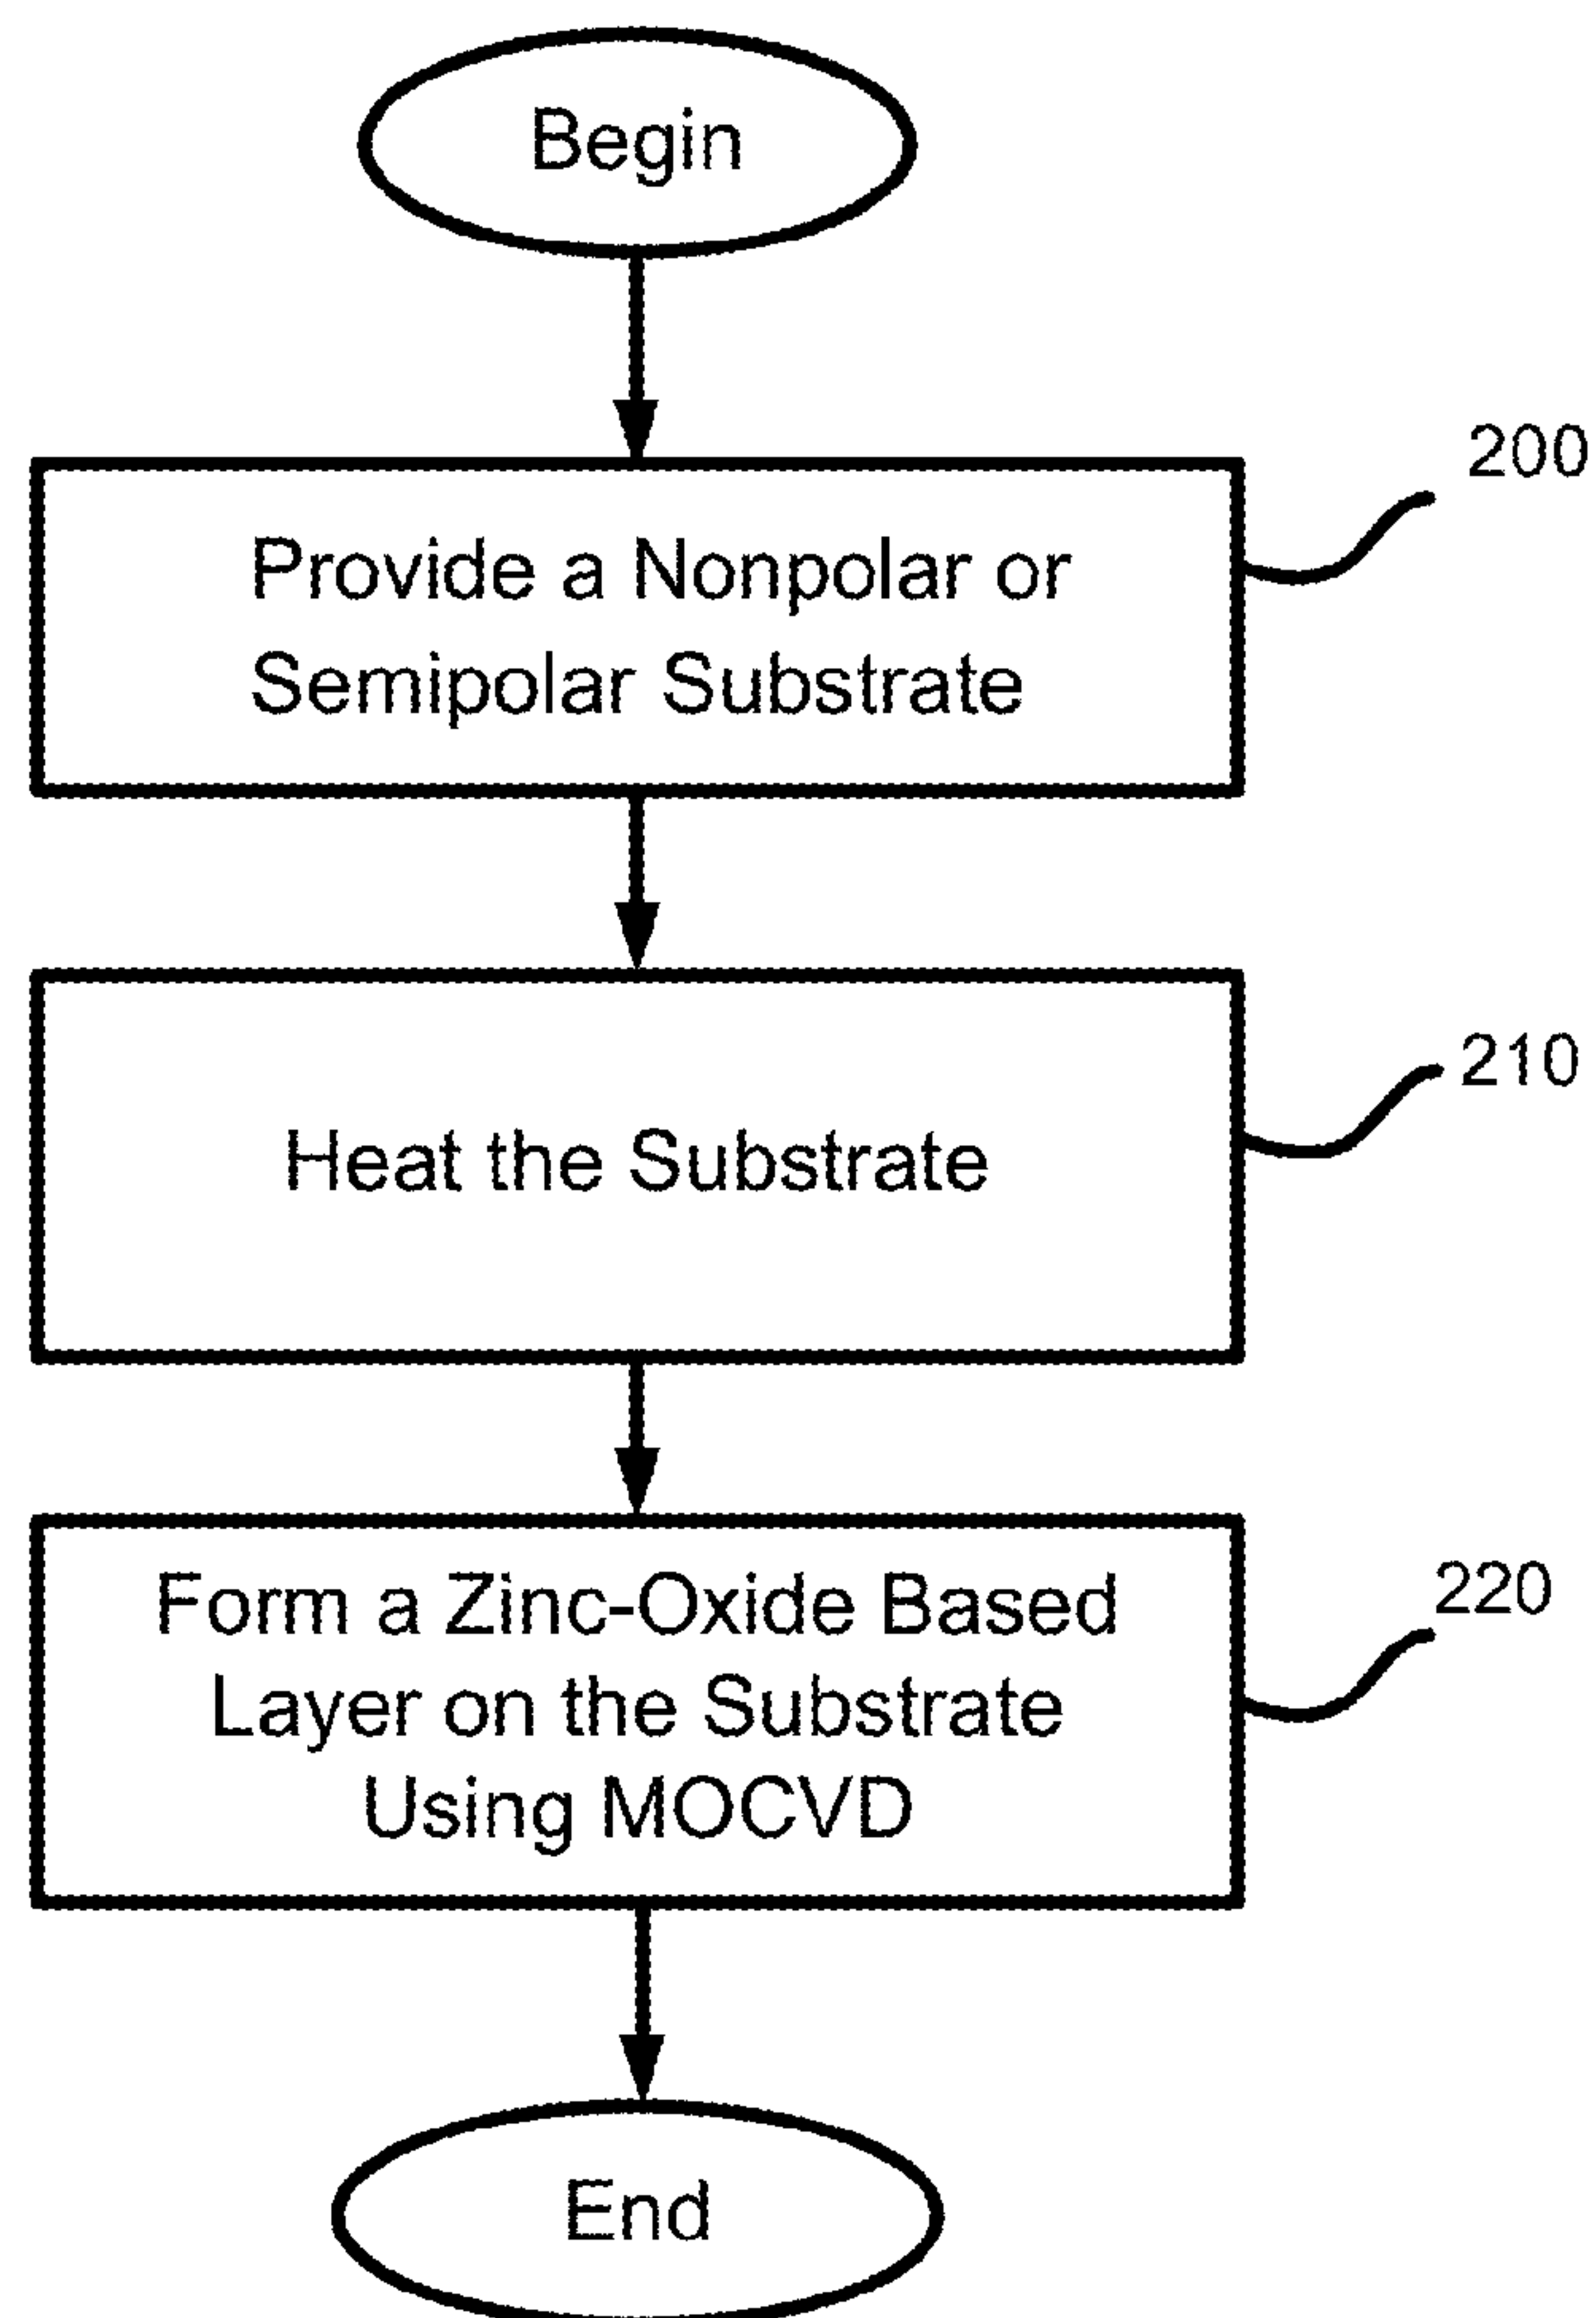 Begin
200
Provide a Nonpolar or
Semipolar Substrate
210
Heat the Substrate
220
Form a Zinc-Oxide Based
Layer on the Substrate
Using MOCVD
End